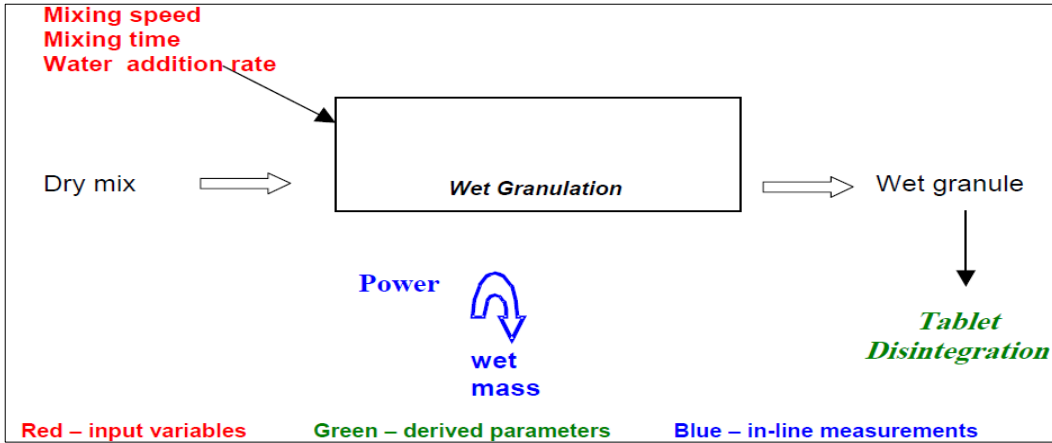 Mixing speed
Mixing time
Water addition rate
Dry mix
Wet Granulation
Wet granule
Power
wet
mass
Tablet
Disintegration
Red – input variables
Green – derived parameters
Blue – in-line measurements